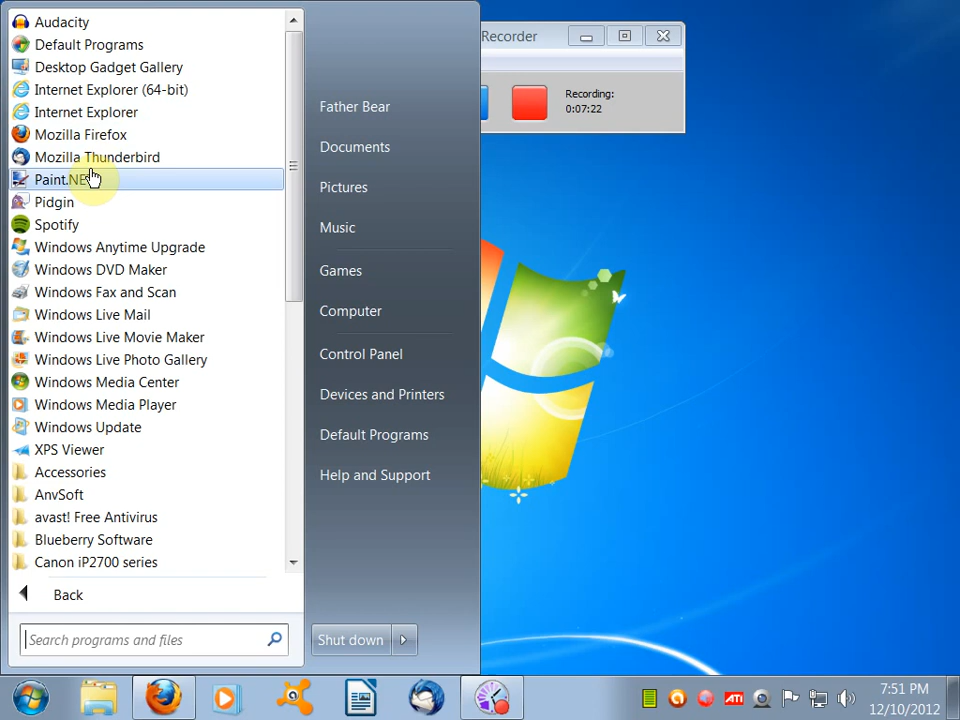 Audacity
Default Programs
Desktop Gadget Gallery
Internet Explorer (64-bit)
Internet Explorer
Mozilla Firefox
Mozilla Thunderbird
Paint.NE
Pidgin
Spotify
Windows Anytime Upgrade
Windows DVD Maker
Windows Fax and Scan
Windows Live Mail
Windows Live Movie Maker
Windows Live Photo Gallery
Windows Media Center
Windows Media Player
Windows Update
XPS Viewer
Accessories
AnvSoft
avast! Free Antivirus
Blueberry Software
Canon iP2700 series
Back
Search programs and files
Father Bear
Documents
Pictures
Music
Games
Computer
Control Panel
Devices and Printers
Default Programs
Help and Support
Shut down
Recorder
Recording:
0:07:22
ATI
7:51 PM
12/10/2012